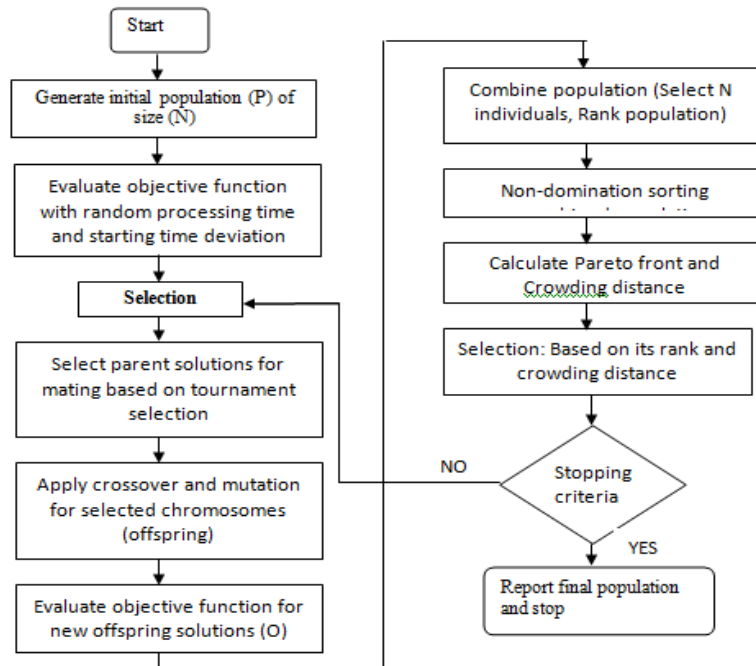 Start
Generate initial population (P) of
size (N)
Evaluate objective function
with random processing time
and starting time deviation
Selection
Select parent solutions for
mating based on tournament
selection
Apply crossover and mutation
for selected chromosomes
(offspring)
Evaluate objective function for
new offspring solutions (O)
Combine population (Select N
individuals, Rank population)
Non-domination sorting
Calculate Pareto front and
Crowding distance
Selection: Based on its rank and
crowding distance
Stopping
criteria
NO
YES
Report final population
and stop